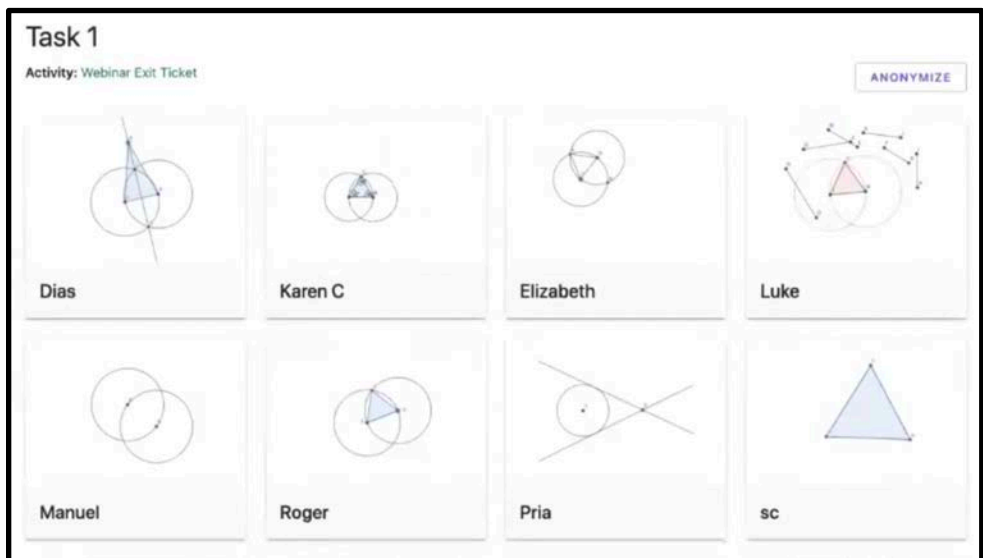 Task 1
Activity: Webinar Exit Ticket
ANONYMIZE
Dias
Karen C
Elizabeth
Luke
Manuel
Roger
Pria
sc